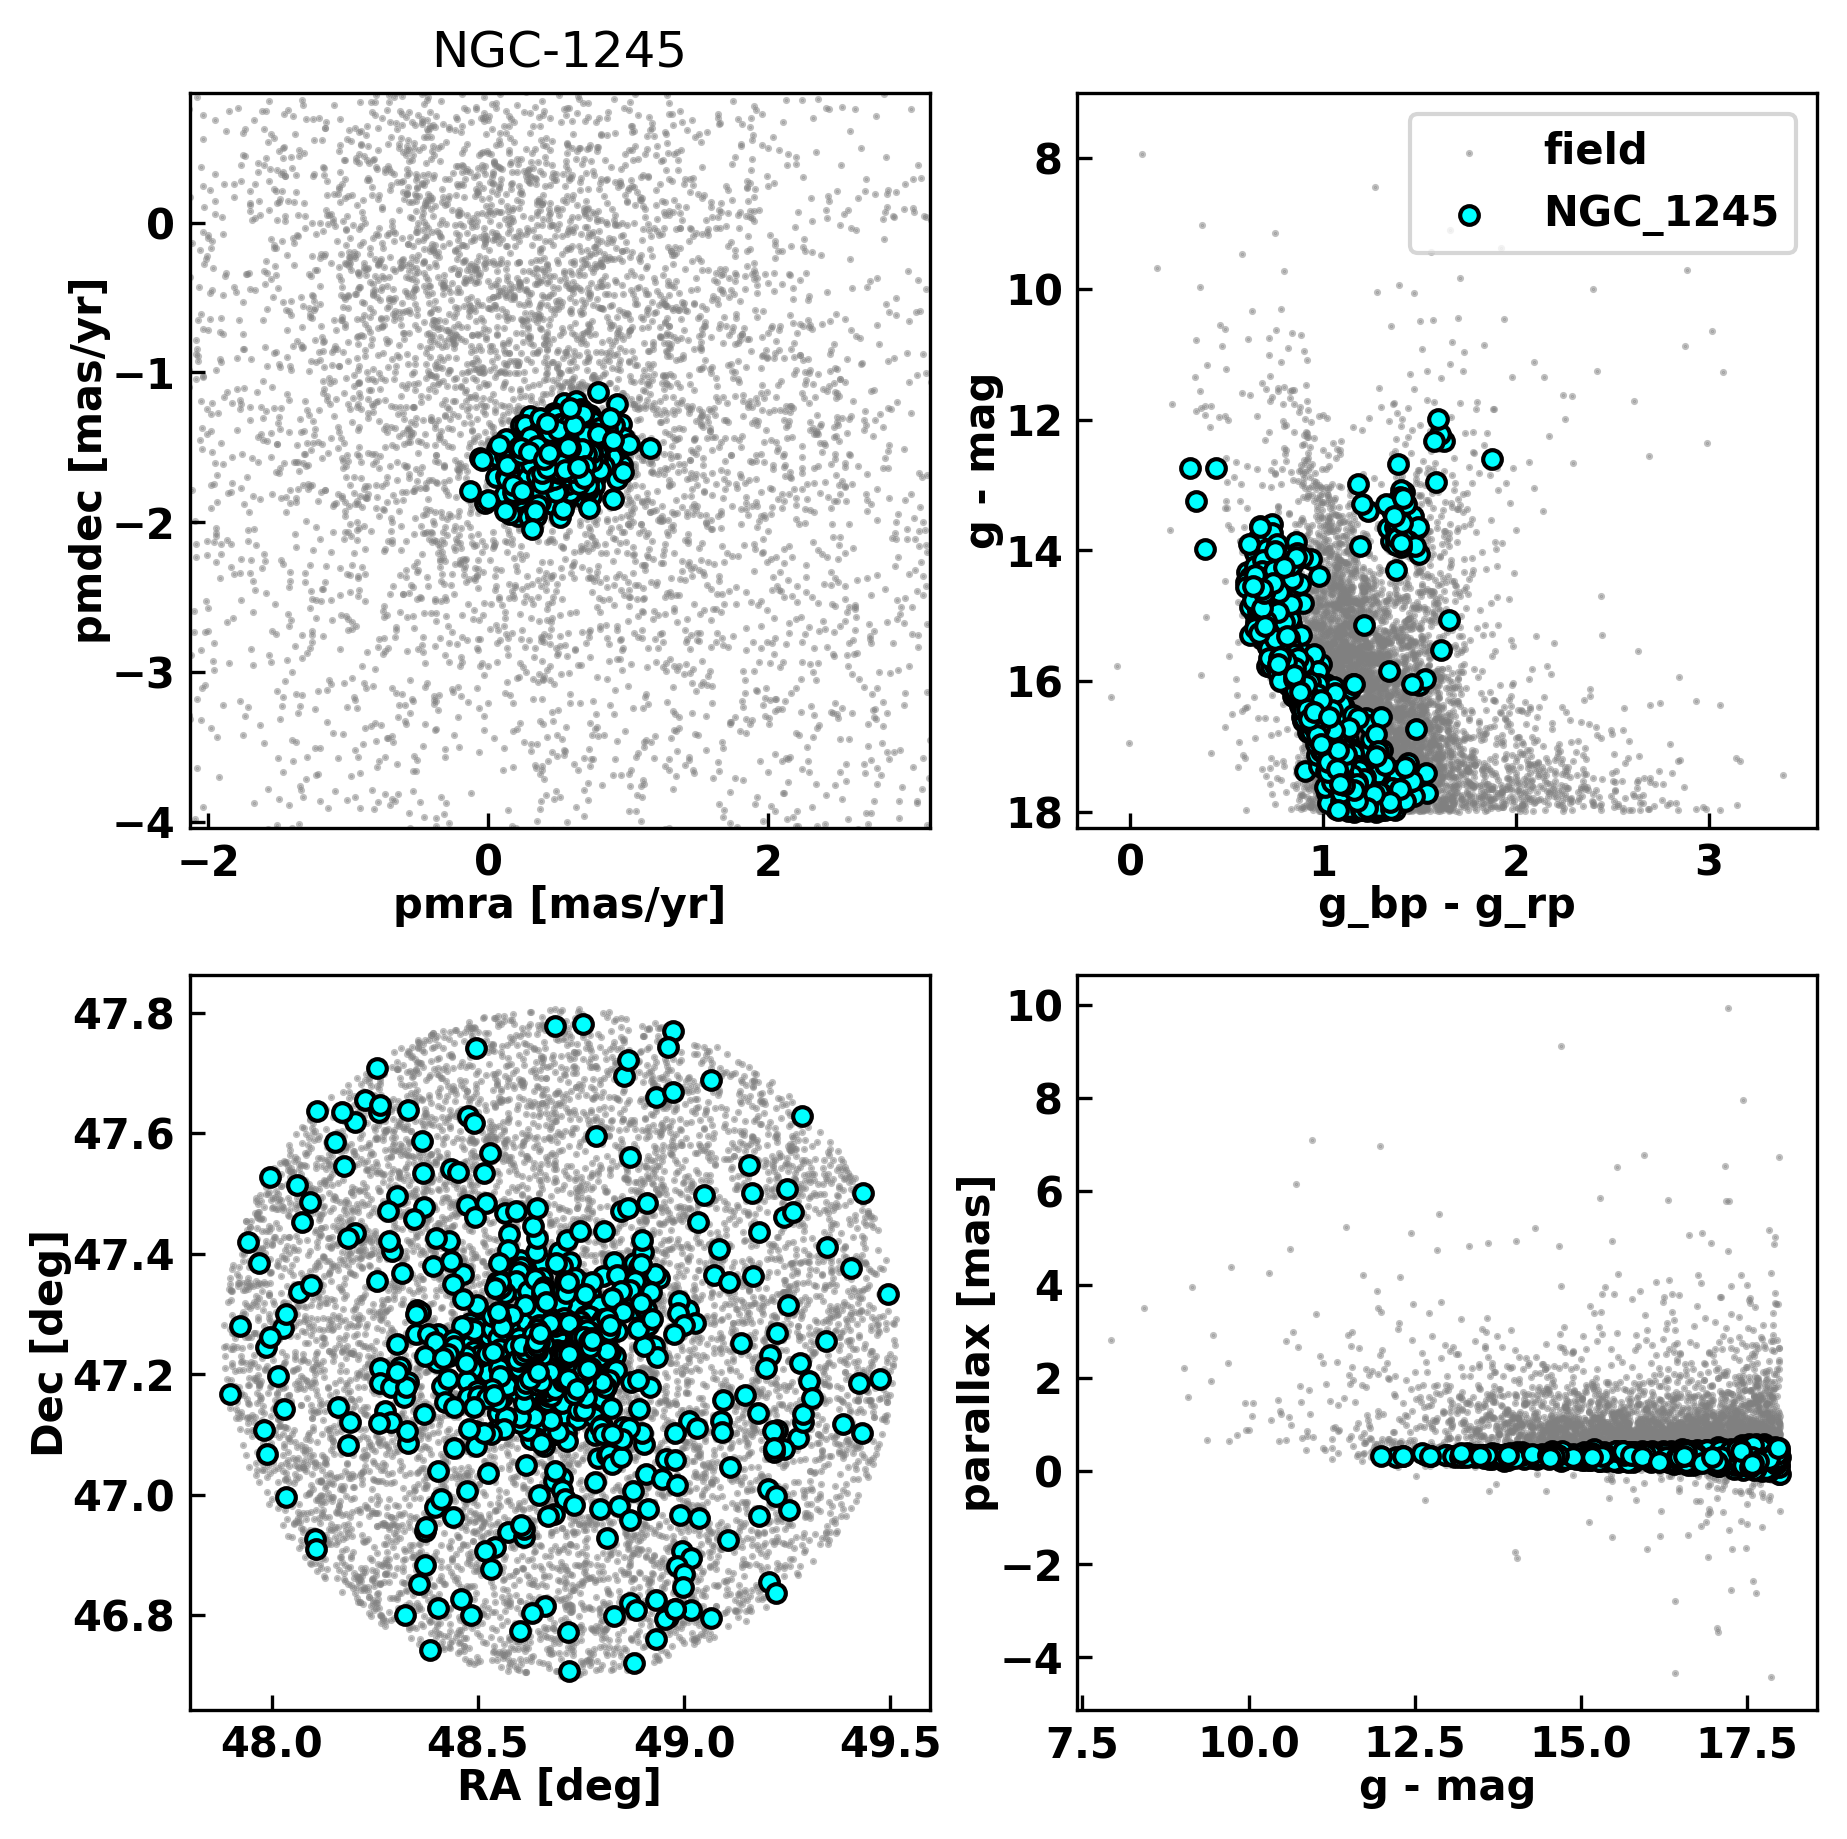 NGC-1245
0
−1
−2
−3
−4
pmdec [mas/yr]
−2 0 2
pmra [mas/yr]
field
NGC_1245
8
10
12
14
16
18
g - mag
0 1 2 3
g_bp - g_rp
47.8
47.6
47.4
47.2
47.0
46.8
Dec [deg]
48.0 48.5 49.0 49.5
RA [deg]
10
8
6
4
2
0
−2
−4
parallax [mas]
7.5 10.0 12.5 15.0 17.5
g - mag